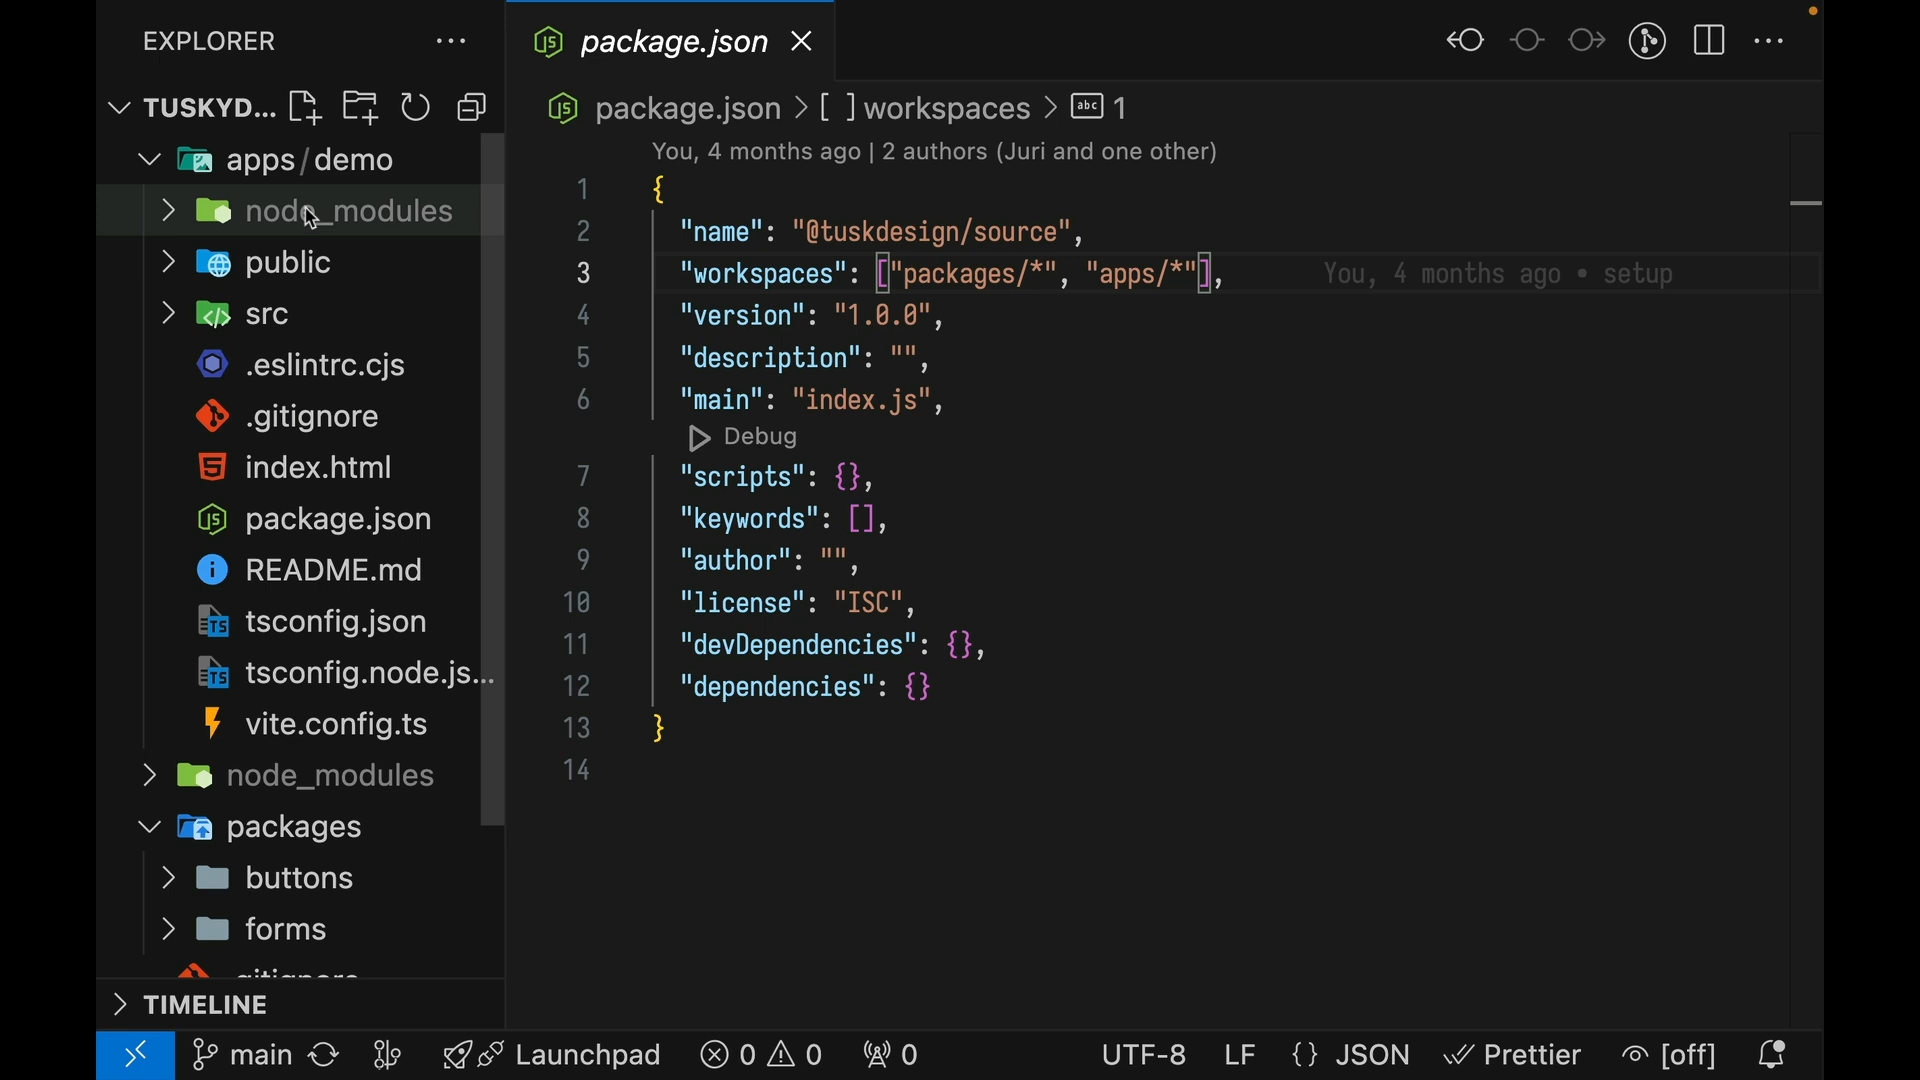 EXPLORER
TUSKYD...
apps / demo
node_modules
public
src
.eslintrc.cjs
.gitignore
index.html
package.json
README.md
tsconfig.json
tsconfig.node.js...
vite.config.ts
node_modules
packages
buttons
forms
.gitignore
TIMELINE
package.json
package.json > [ ] workspaces > abc 1
You, 4 months ago | 2 authors (Juri and one other)
1 {
2 "name": "@tuskdesign/source",
3 "workspaces": ["packages/*", "apps/*"], You, 4 months ago • setup
4 "version": "1.0.0",
5 "description": "",
6 "main": "index.js",
Debug
7 "scripts": {},
8 "keywords": [],
9 "author": "",
10 "license": "ISC",
11 "devDependencies": {},
12 "dependencies": {}
13 }
14
main Launchpad 0 0 0 UTF-8 LF {} JSON Prettier [off]